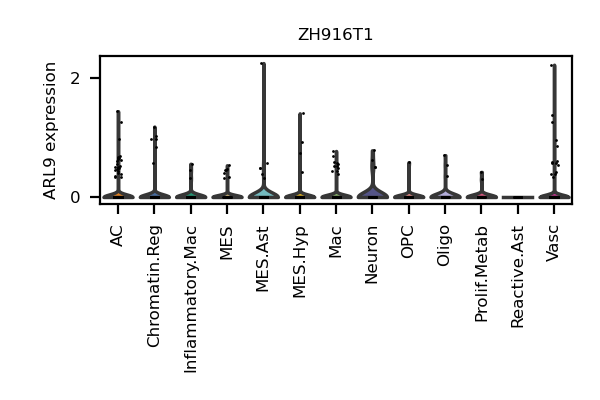 ZH916T1
ARL9 expression
2
0
AC
Chromatin.Reg
Inflammatory.Mac
MES
MES.Ast
MES.Hyp
Mac
Neuron
OPC
Oligo
Prolif.Metab
Reactive.Ast
Vasc